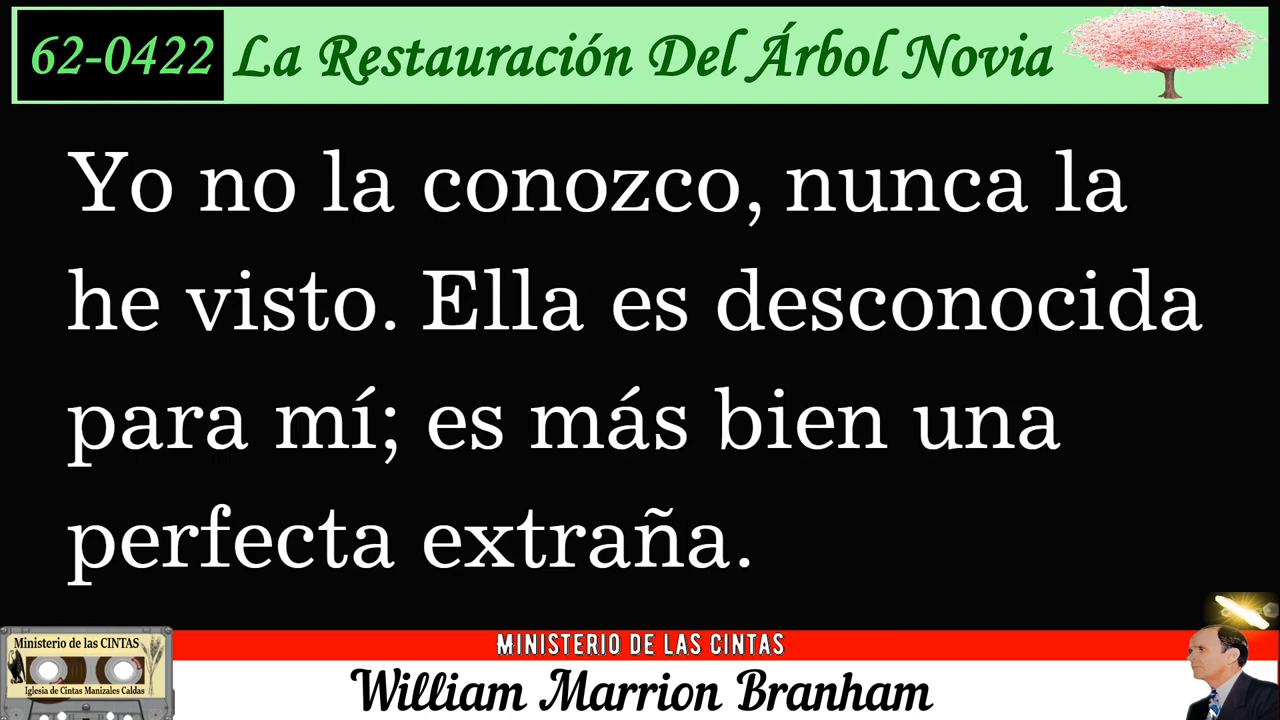 62-0422 La Restauración Del Árbol Novia
Yo no la conozco, nunca la
he visto. Ella es desconocida
para mí; es más bien una
perfecta extraña.
Ministerio de las CINTAS
Iglesia de Cintas Manizales Caldas
MINISTERIO DE LAS CINTAS
William Marrion Branham